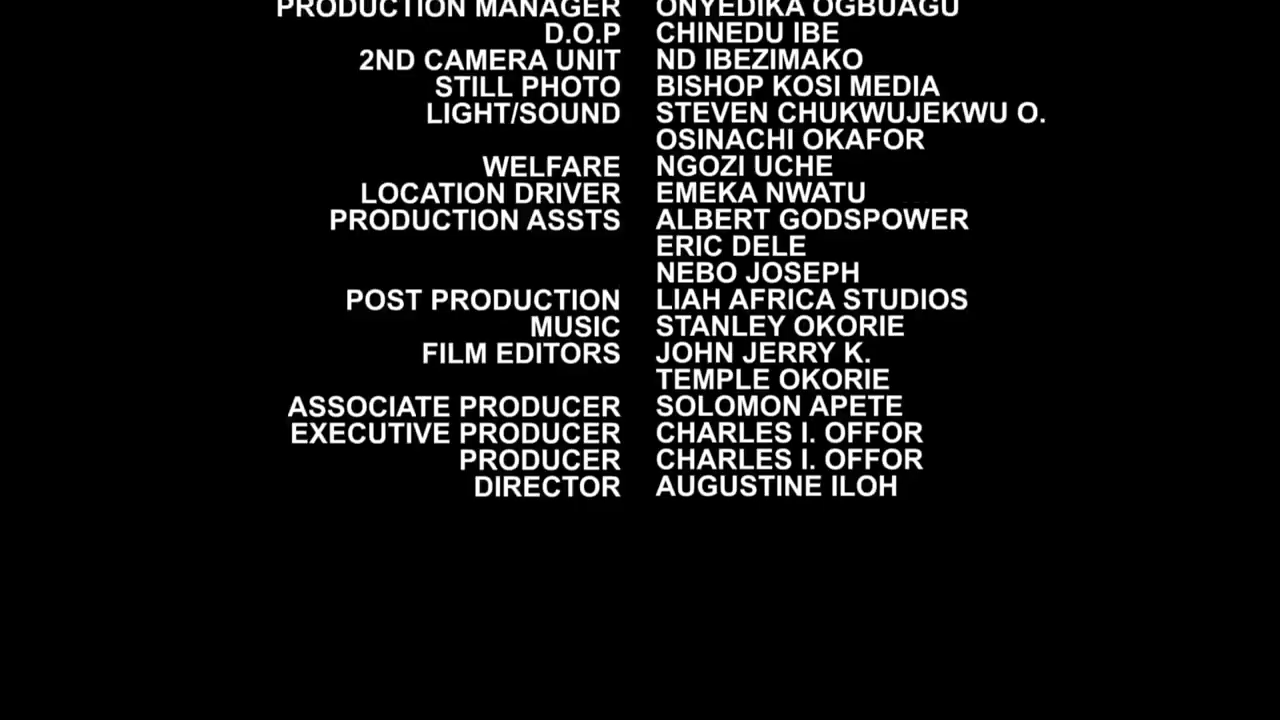 PRODUCTION MANAGER ONYEDIKA OGBUAGU
D.O.P CHINEDU IBE
2ND CAMERA UNIT ND IBEZIMAKO
STILL PHOTO BISHOP KOSI MEDIA
LIGHT/SOUND STEVEN CHUKWUJEKWU O.
OSINACHI OKAFOR
WELFARE NGOZI UCHE
LOCATION DRIVER EMEKA NWATU
PRODUCTION ASSTS ALBERT GODSPOWER
ERIC DELE
NEBO JOSEPH
POST PRODUCTION LIAH AFRICA STUDIOS
MUSIC STANLEY OKORIE
FILM EDITORS JOHN JERRY K.
TEMPLE OKORIE
ASSOCIATE PRODUCER SOLOMON APETE
EXECUTIVE PRODUCER CHARLES I. OFFOR
PRODUCER CHARLES I. OFFOR
DIRECTOR AUGUSTINE ILOH